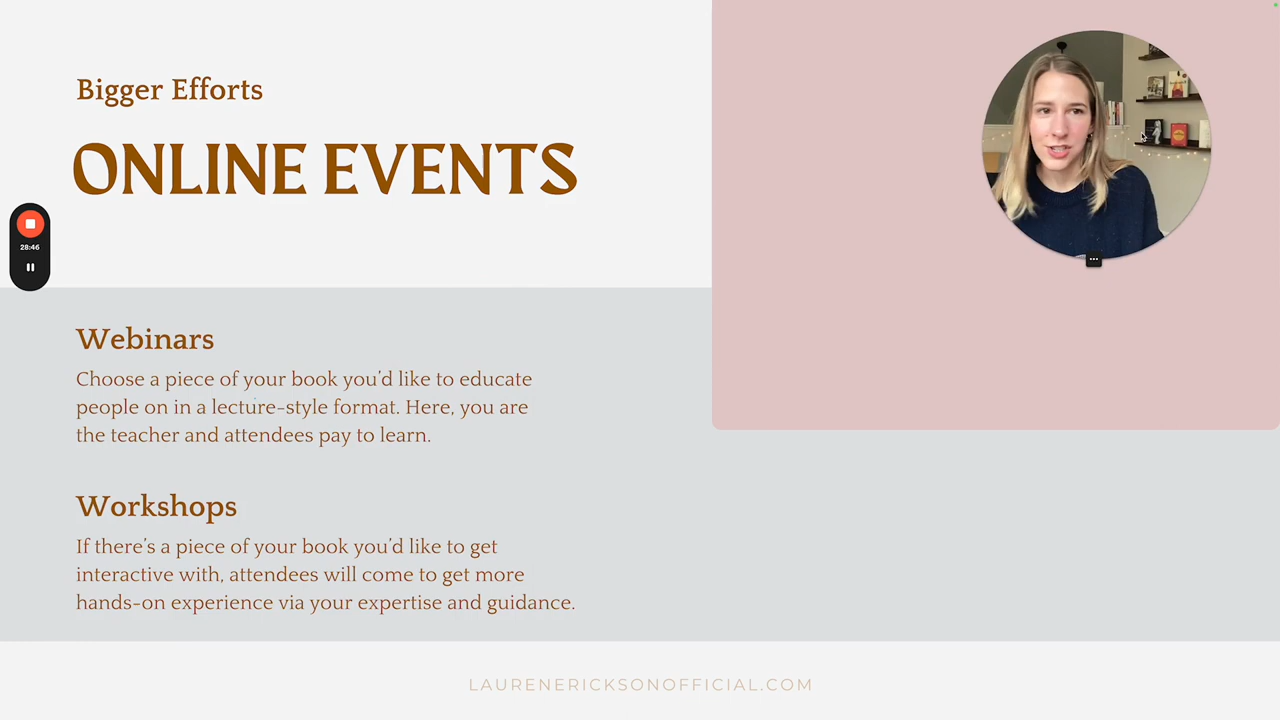 Bigger Efforts
ONLINE EVENTS
28:46
Webinars
Choose a piece of your book you'd like to educate
people on in a lecture-style format. Here, you are
the teacher and attendees pay to learn.
Workshops
If there's a piece of your book you'd like to get
interactive with, attendees will come to get more
hands-on experience via your expertise and guidance.
LAURENERICKSONOFFICIAL.COM